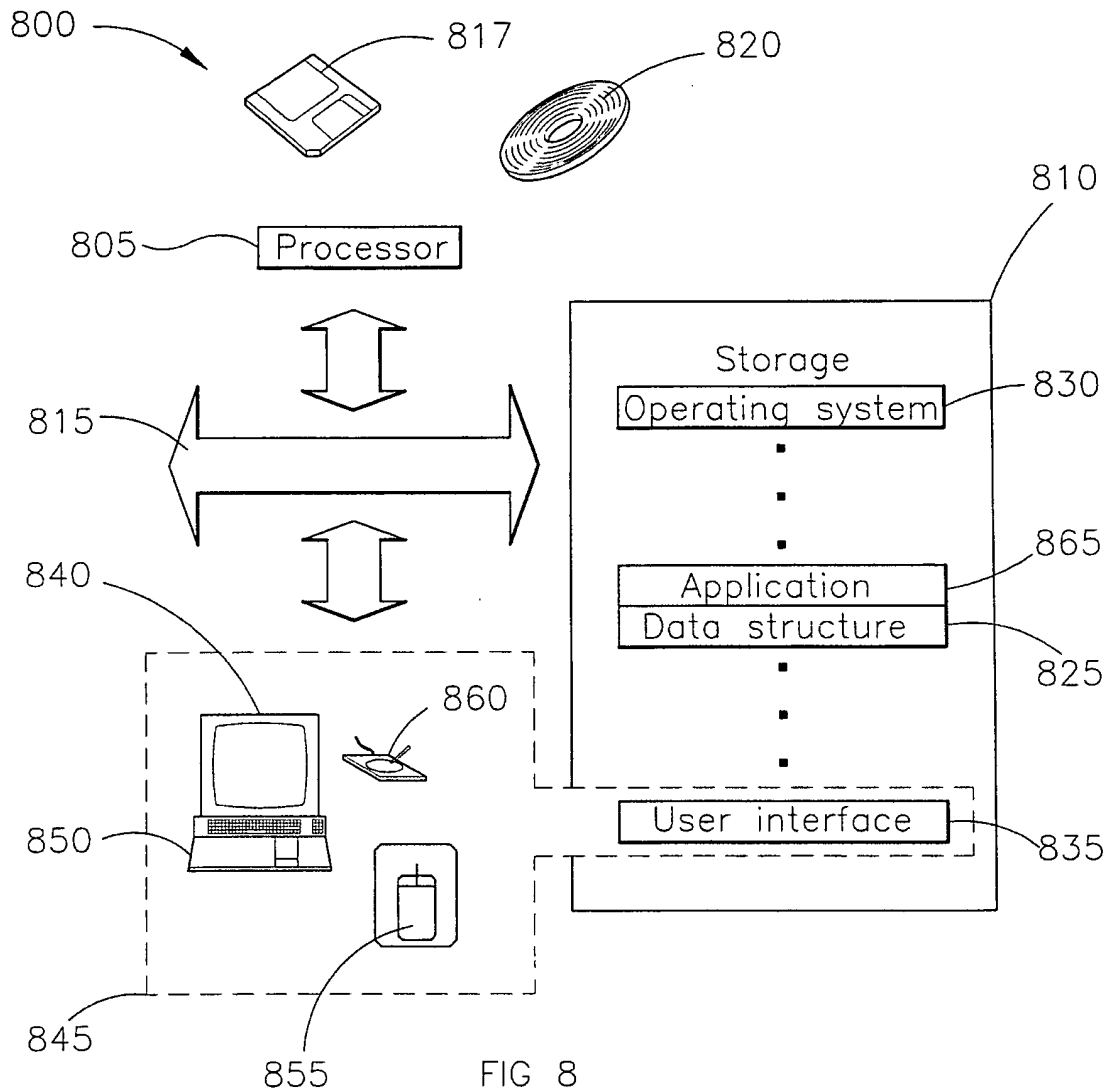 800
817
820
810
805
Processor
Storage
Operating system
830
815
865
Application
Data structure
825
840
860
850
User interface
835
845
855
FIG 8